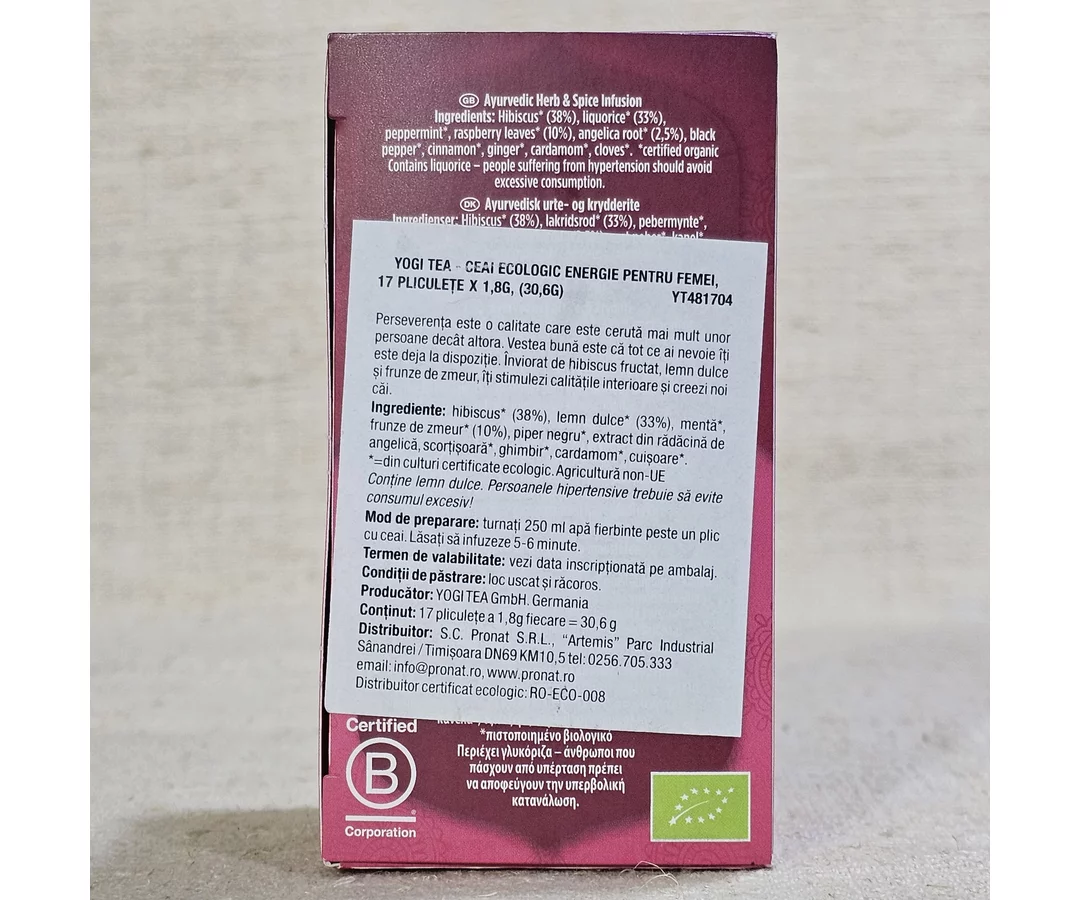 GB Ayurvedic Herb & Spice Infusion
Ingredients: Hibiscus* (38%), liquorice* (33%),
peppermint*, raspberry leaves* (10%), angelica root* (2,5%), black
pepper*, cinnamon*, ginger*, cardamom*, cloves*. *certified organic
Contains liquorice – people suffering from hypertension should avoid
excessive consumption.
DK Ayurvedisk urte- og krydderite
Ingredienser: Hibiscus* (38%), lakridsrod* (33%), pebermynte*,
YOGI TEA - CEAI ECOLOGIC ENERGIE PENTRU FEMEI,
17 PLICULEȚE X 1,8G, (30,6G) YT481704
Perseverența este o calitate care este cerută mai mult unor
persoane decât altora. Vestea bună este că tot ce ai nevoie îți
este deja la dispoziție. Înviorat de hibiscus fructat, lemn dulce
și frunze de zmeur, îți stimulezi calitățile interioare și creezi noi
căi.
Ingrediente: hibiscus* (38%), lemn dulce* (33%), mentă*,
frunze de zmeur* (10%), piper negru*, extract din rădăcină de
angelică, scorțișoară*, ghimbir*, cardamom*, cuișoare*.
*=din culturi certificate ecologic. Agricultură non-UE
Conține lemn dulce. Persoanele hipertensive trebuie să evite
consumul excesiv!
Mod de preparare: turnați 250 ml apă fierbinte peste un plic
cu ceai. Lăsați să infuzeze 5-6 minute.
Termen de valabilitate: vezi data inscripționată pe ambalaj.
Condiții de păstrare: loc uscat și răcoros.
Producător: YOGI TEA GmbH. Germania
Conținut: 17 pliculețe a 1,8g fiecare = 30,6 g
Distribuitor: S.C. Pronat S.R.L., “Artemis” Parc Industrial
Sânandrei / Timișoara DN69 KM10,5 tel: 0256.705.333
email: info@pronat.ro, www.pronat.ro
Distribuitor certificat ecologic: RO-ECO-008
*πιστοποιημένο βιολογικό
Περιέχει γλυκόριζα – άνθρωποι που
πάσχουν από υπέρταση πρέπει
να αποφεύγουν την υπερβολική
κατανάλωση.
Certified
B
®
Corporation